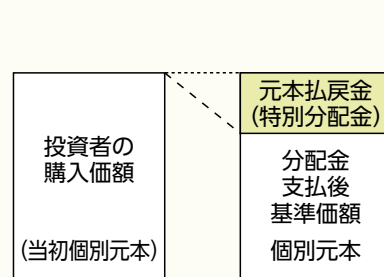 投資者の
購入価額
(当初個別元本)
元本払戻金
(特別分配金)
分配金
支払後
基準価額
個別元本